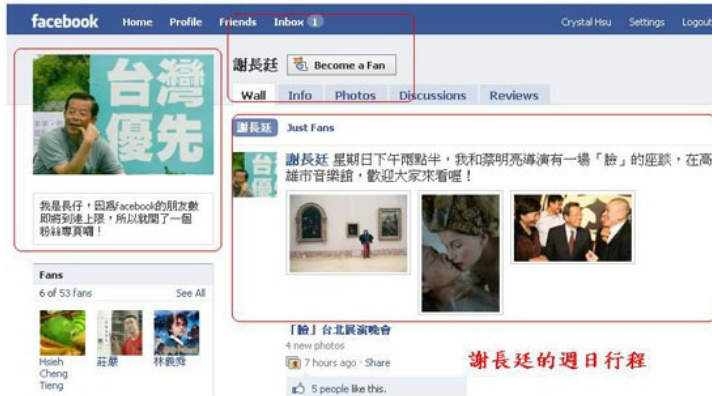 facebook Home Profile Friends Inbox 1 Crystal Hsu Settings Logout
台灣
優先
我是長仔，因為facebook的朋友數
即將到達上限，所以就開了一個
粉絲專頁囉！
Fans
6 of 53 fans See All
Hsieh
Cheng
Tieng
莊嚴
林義舜
謝長廷 Become a Fan
Wall Info Photos Discussions Reviews
謝長廷 Just Fans
謝長廷 星期日下午兩點半，我和蔡明亮導演有一場「臉」的座談，在高
雄市音樂館，歡迎大家來看喔！
「臉」台北展演晚會
4 new photos
7 hours ago · Share
5 people like this.
謝長廷的週日行程